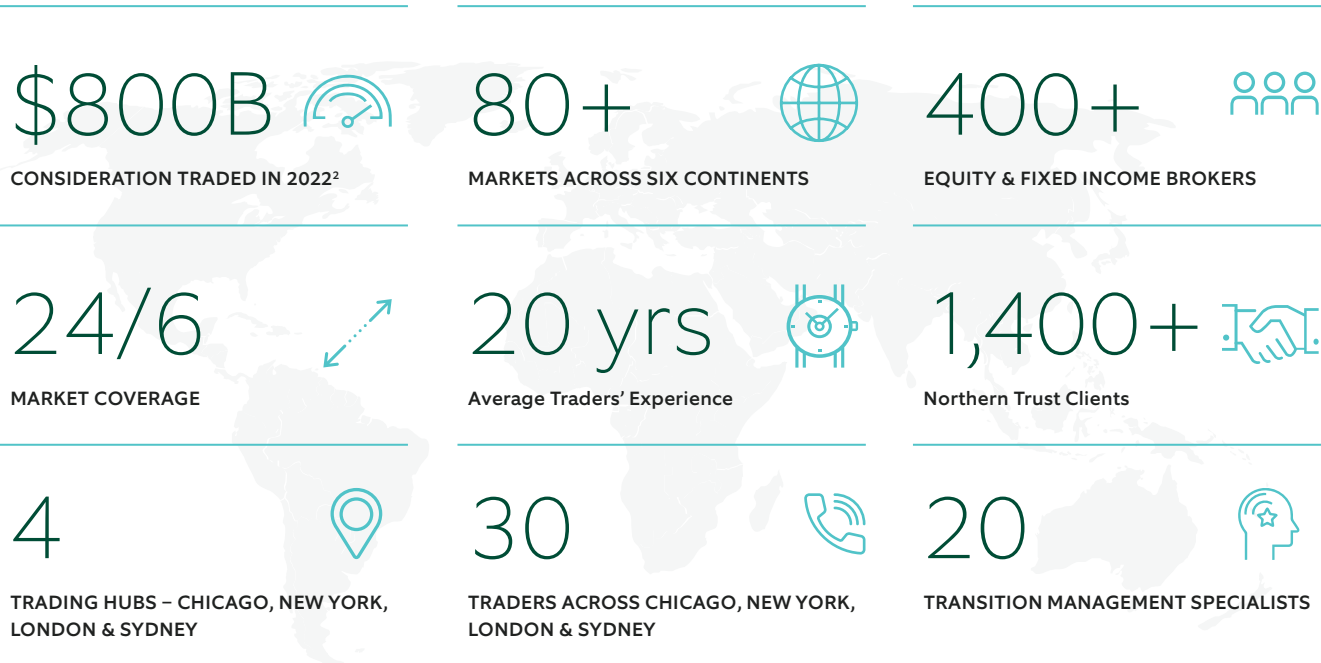 $800B
CONSIDERATION TRADED IN 2022²
80+
MARKETS ACROSS SIX CONTINENTS
400+
EQUITY & FIXED INCOME BROKERS
24/6
MARKET COVERAGE
20 yrs
Average Traders’ Experience
1,400+
Northern Trust Clients
4
TRADING HUBS – CHICAGO, NEW YORK,
LONDON & SYDNEY
30
TRADERS ACROSS CHICAGO, NEW YORK,
LONDON & SYDNEY
20
TRANSITION MANAGEMENT SPECIALISTS